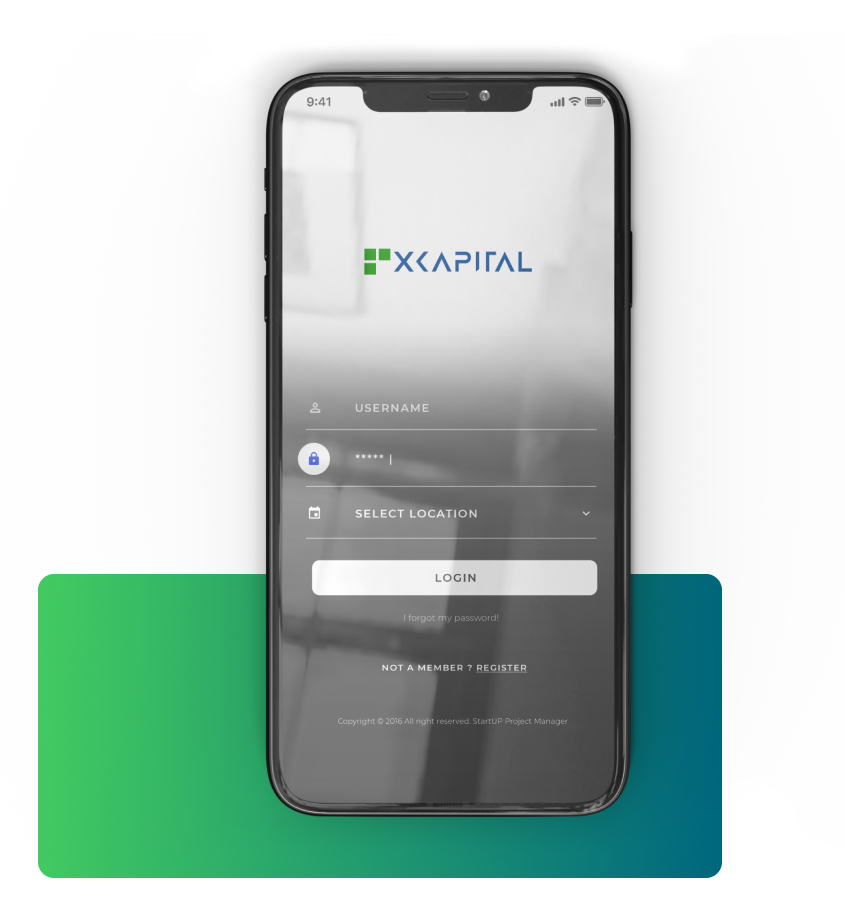 9:41
XKAPITAL
USERNAME
***** |
SELECT LOCATION
LOGIN
I forgot my password!
NOT A MEMBER ? REGISTER
Copyright © 2016 All right reserved. StartUP Project Manager